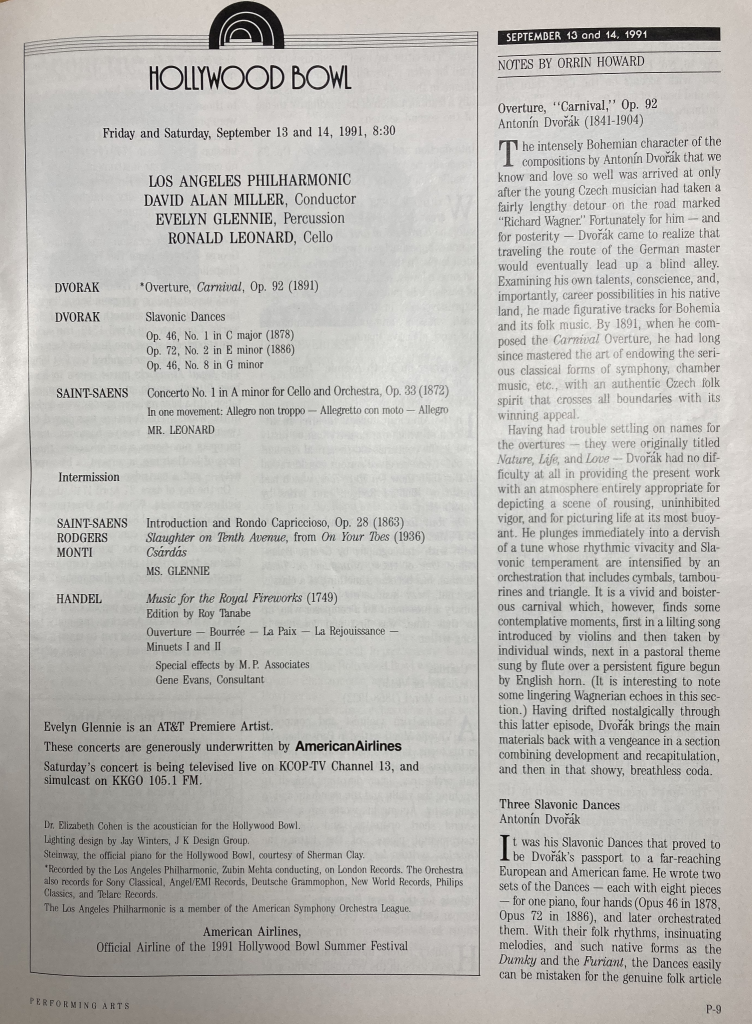 HOLLYWOOD BOWL
Friday and Saturday, September 13 and 14, 1991, 8:30
LOS ANGELES PHILHARMONIC
DAVID ALAN MILLER, Conductor
EVELYN GLENNIE, Percussion
RONALD LEONARD, Cello
DVORAK *Overture, Carnival, Op. 92 (1891)
DVORAK Slavonic Dances
Op. 46, No. 1 in C major (1878)
Op. 72, No. 2 in E minor (1886)
Op. 46, No. 8 in G minor
SAINT-SAENS Concerto No. 1 in A minor for Cello and Orchestra, Op. 33 (1872)
In one movement: Allegro non troppo — Allegretto con moto — Allegro
MR. LEONARD
Intermission
SAINT-SAENS Introduction and Rondo Capriccioso, Op. 28 (1863)
RODGERS Slaughter on Tenth Avenue, from On Your Toes (1936)
MONTI Csárdás
MS. GLENNIE
HANDEL Music for the Royal Fireworks (1749)
Edition by Roy Tanabe
Ouverture — Bourrée — La Paix — La Rejouissance —
Minuets I and II
Special effects by M.P. Associates
Gene Evans, Consultant
Evelyn Glennie is an AT&T Premiere Artist.
These concerts are generously underwritten by AmericanAirlines
Saturday's concert is being televised live on KCOP-TV Channel 13, and
simulcast on KKGO 105.1 FM.
Dr. Elizabeth Cohen is the acoustician for the Hollywood Bowl.
Lighting design by Jay Winters, J K Design Group.
Steinway, the official piano for the Hollywood Bowl, courtesy of Sherman Clay.
*Recorded by the Los Angeles Philharmonic, Zubin Mehta conducting, on London Records. The Orchestra
also records for Sony Classical, Angel/EMI Records, Deutsche Grammophon, New World Records, Philips
Classics, and Telarc Records.
The Los Angeles Philharmonic is a member of the American Symphony Orchestra League.
American Airlines,
Official Airline of the 1991 Hollywood Bowl Summer Festival
PERFORMING ARTS
SEPTEMBER 13 and 14, 1991
NOTES BY ORRIN HOWARD
Overture, "Carnival," Op. 92
Antonín Dvořák (1841-1904)
The intensely Bohemian character of the
compositions by Antonín Dvořák that we
know and love so well was arrived at only
after the young Czech musician had taken a
fairly lengthy detour on the road marked
"Richard Wagner." Fortunately for him — and
for posterity — Dvořák came to realize that
traveling the route of the German master
would eventually lead up a blind alley.
Examining his own talents, conscience, and,
importantly, career possibilities in his native
land, he made figurative tracks for Bohemia
and its folk music. By 1891, when he com-
posed the Carnival Overture, he had long
since mastered the art of endowing the seri-
ous classical forms of symphony, chamber
music, etc., with an authentic Czech folk
spirit that crosses all boundaries with its
winning appeal.
Having had trouble settling on names for
the overtures — they were originally titled
Nature, Life, and Love — Dvořák had no dif-
ficulty at all in providing the present work
with an atmosphere entirely appropriate for
depicting a scene of rousing, uninhibited
vigor, and for picturing life at its most buoy-
ant. He plunges immediately into a dervish
of a tune whose rhythmic vivacity and Sla-
vonic temperament are intensified by an
orchestration that includes cymbals, tambou-
rines and triangle. It is a vivid and boister-
ous carnival which, however, finds some
contemplative moments, first in a lilting song
introduced by violins and then taken by
individual winds, next in a pastoral theme
sung by flute over a persistent figure begun
by English horn. (It is interesting to note
some lingering Wagnerian echoes in this sec-
tion.) Having drifted nostalgically through
this latter episode, Dvořák brings the main
materials back with a vengeance in a section
combining development and recapitulation,
and then in that showy, breathless coda.
Three Slavonic Dances
Antonín Dvořák
It was his Slavonic Dances that proved to
be Dvořák's passport to a far-reaching
European and American fame. He wrote two
sets of the Dances — each with eight pieces
— for one piano, four hands (Opus 46 in 1878,
Opus 72 in 1886), and later orchestrated
them. With their folk rhythms, insinuating
melodies, and such native forms as the
Dumky and the Furiant, the Dances easily
can be mistaken for the genuine folk article
P-9